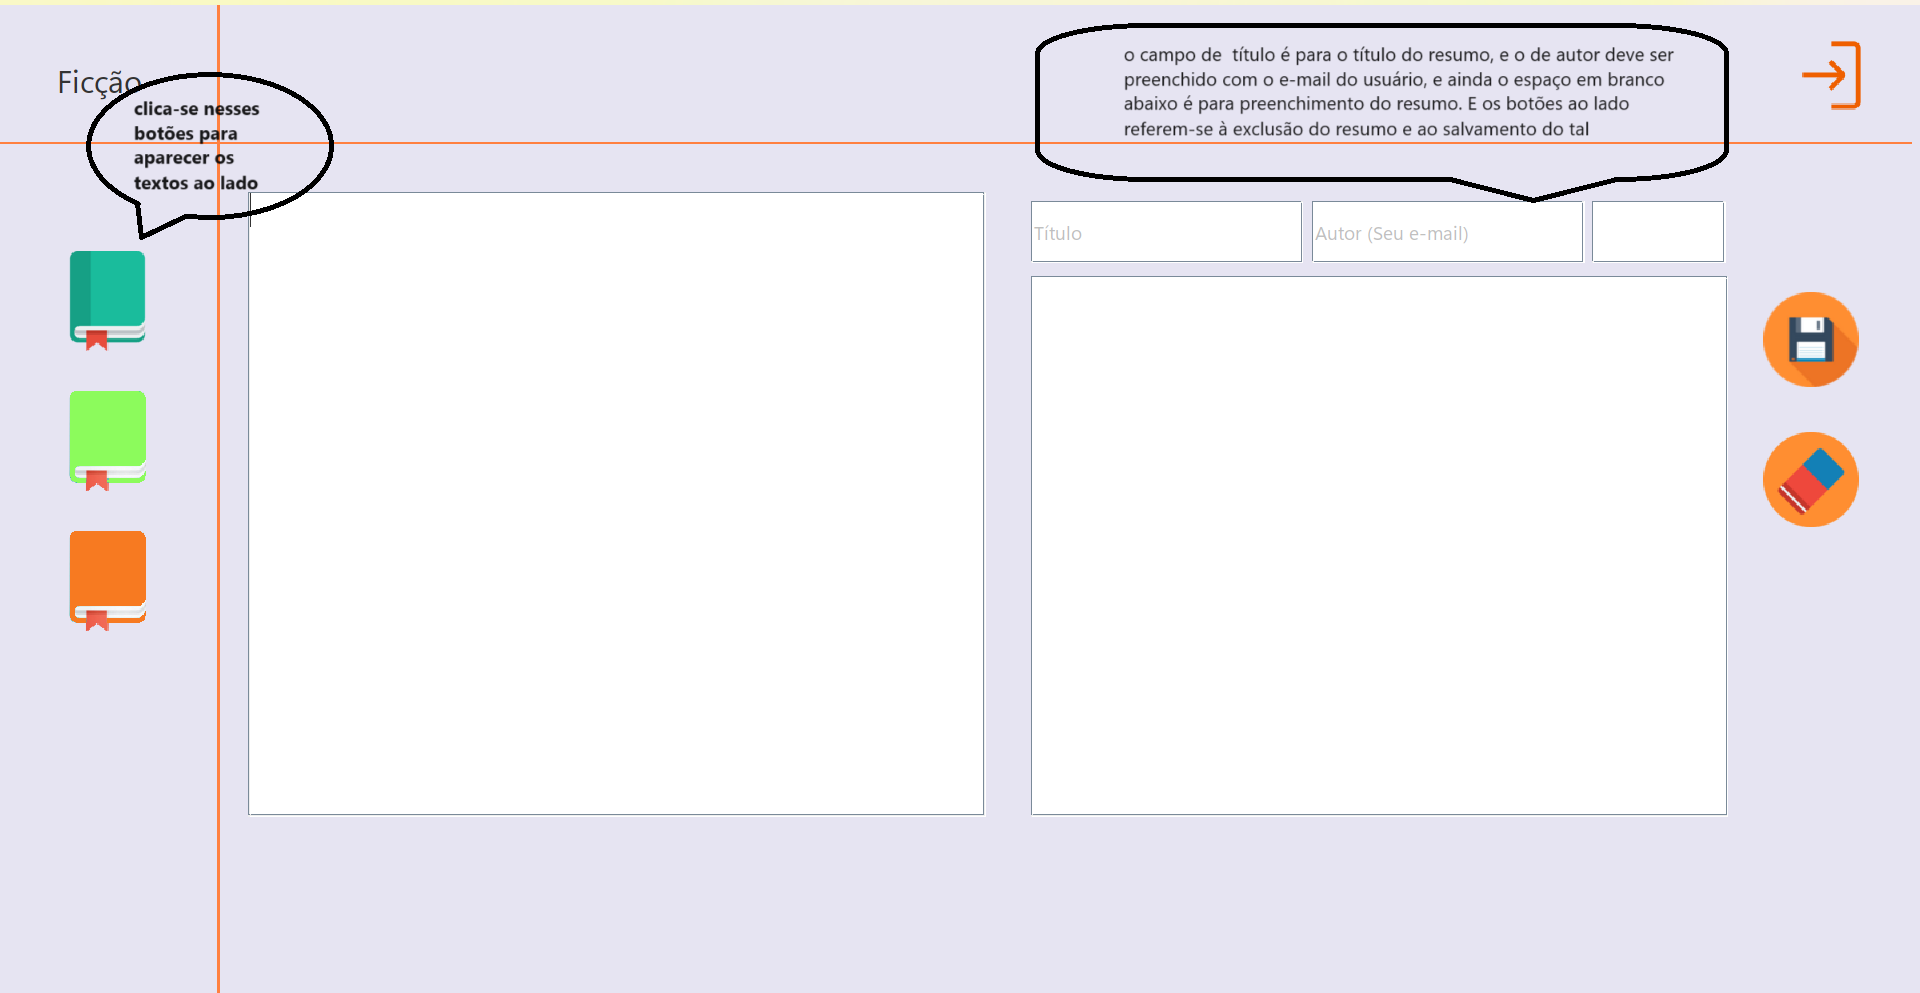 Ficção
clica-se nesses
botões para
aparecer os
textos ao lado
o campo de  título é para o título do resumo, e o de autor deve ser
preenchido com o e-mail do usuário, e ainda o espaço em branco
abaixo é para preenchimento do resumo. E os botões ao lado
referem-se à exclusão do resumo e ao salvamento do tal
Título
Autor (Seu e-mail)